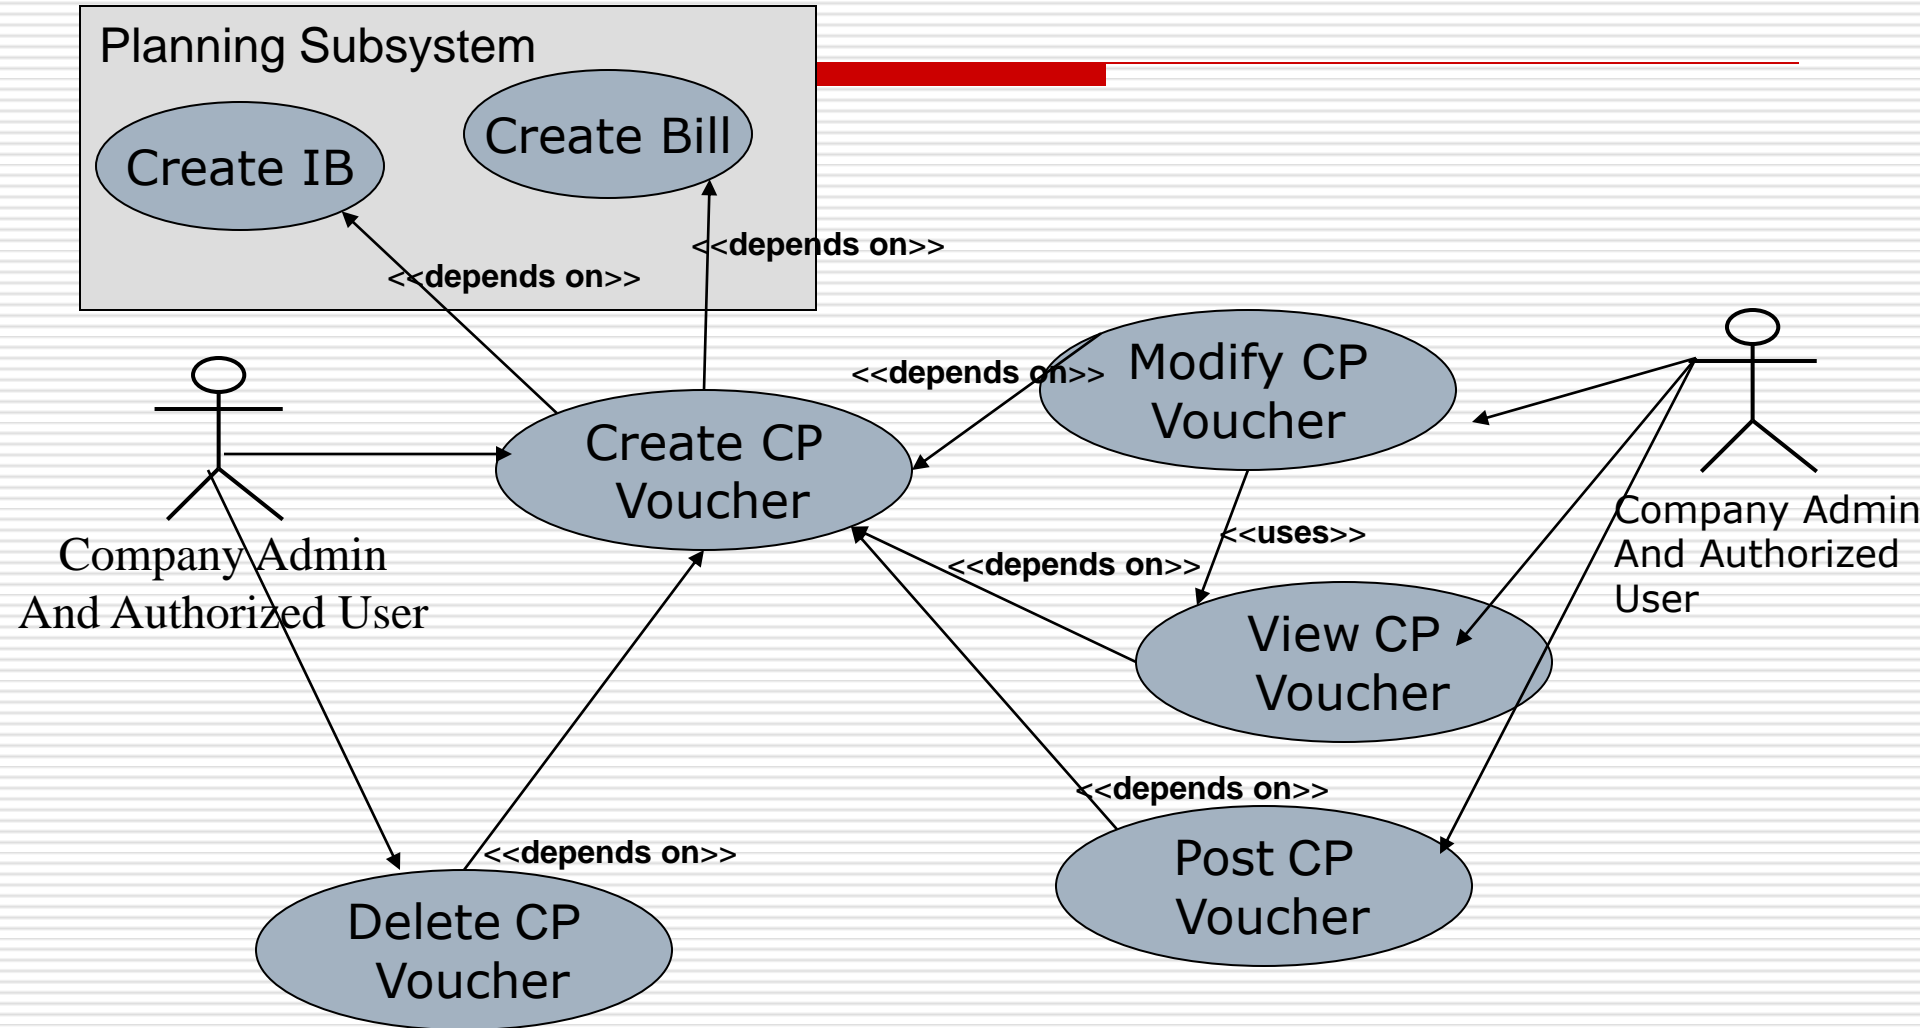 Planning Subsystem
Create Bill
Create IB
<<depends on>>
<<depends on>>
Modify CP
Voucher
<<depends on>>
Create CP
Voucher
Company Admin
And Authorized
User
<<uses>>
<<depends on>>
Company Admin
And Authorized User
View CP
Voucher
<<depends on>>
Post CP
Voucher
<<depends on>>
Delete CP
Voucher